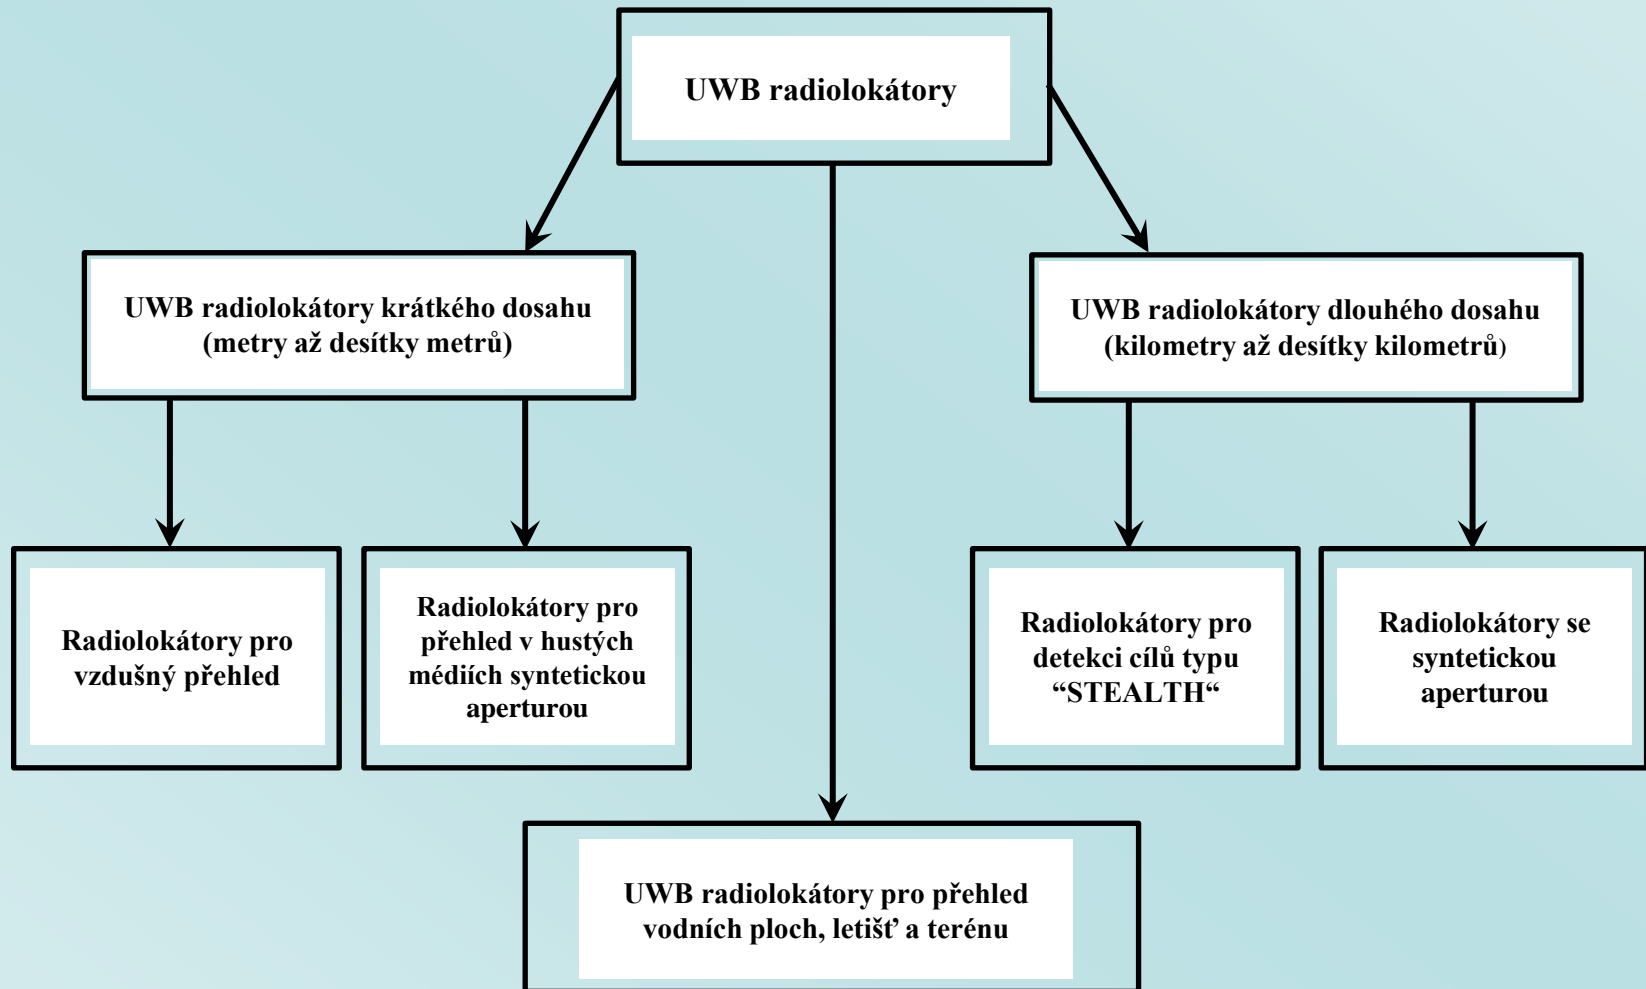 UWB radiolokátory
UWB radiolokátory krátkého dosahu
(metry až desítky metrů)
UWB radiolokátory dlouhého dosahu
(kilometry až desítky kilometrů)
Radiolokátory pro
vzdušný přehled
Radiolokátory pro
přehled v hustých
médiích syntetickou
aperturou
Radiolokátory pro
detekci cílů typu
“STEALTH“
Radiolokátory se
syntetickou
aperturou
UWB radiolokátory pro přehled
vodních ploch, letišť a terénu